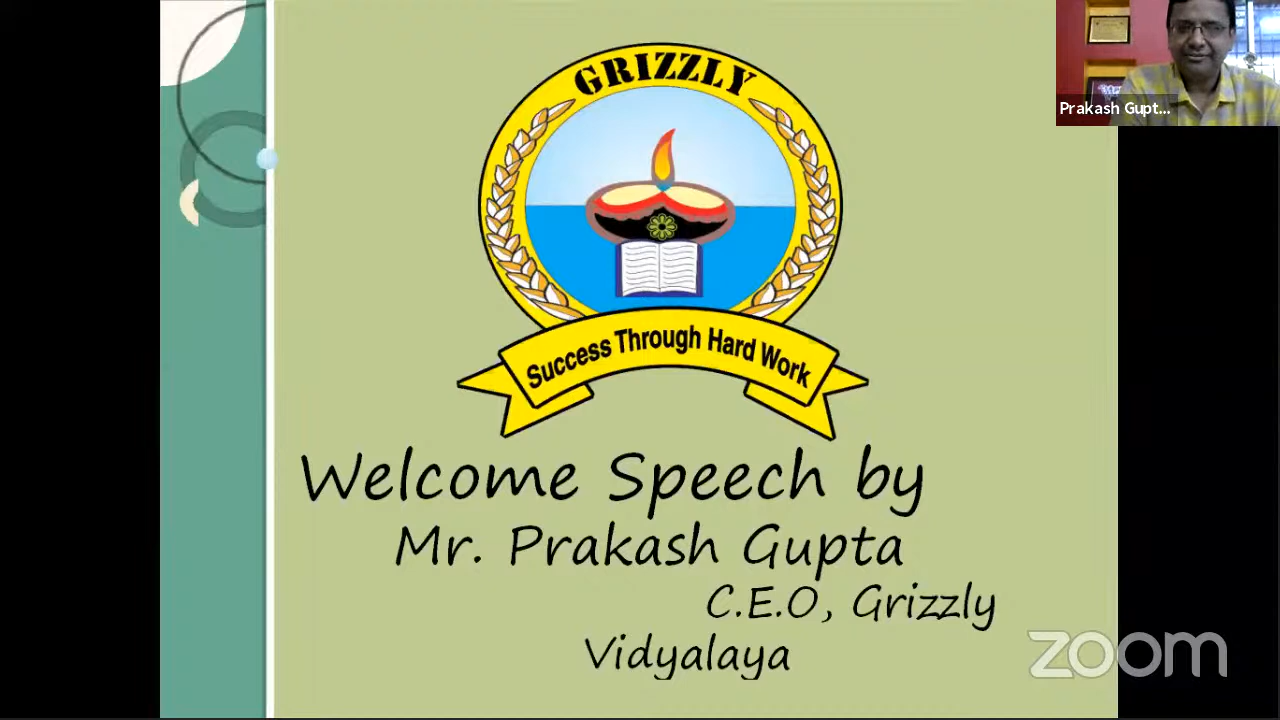 GRIZZLY
Prakash Gupt...
Success Through Hard Work
Welcome Speech by
Mr. Prakash Gupta
C.E.O, Grizzly
Vidyalaya
zoom